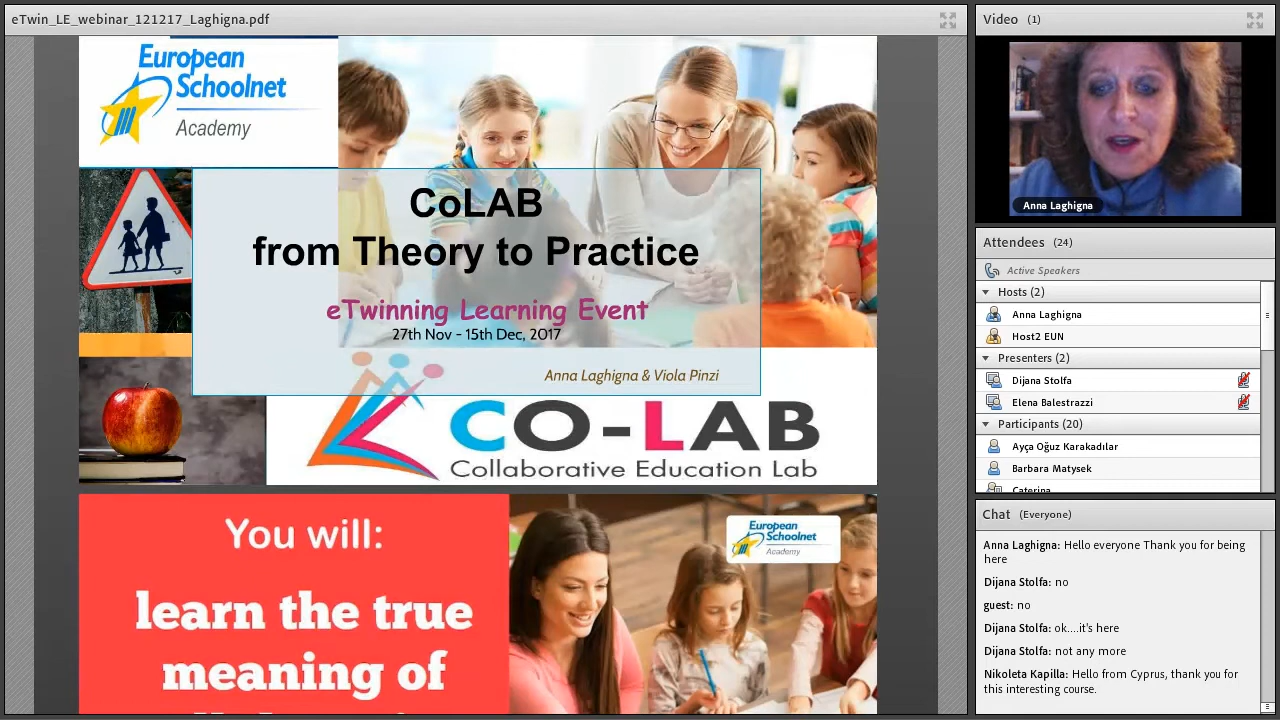 eTwin_LE_webinar_121217_Laghigna.pdf
European
Schoolnet
Academy
CoLAB
from Theory to Practice
eTwinning Learning Event
27th Nov - 15th Dec, 2017
Anna Laghigna & Viola Pinzi
CO-LAB
Collaborative Education Lab
You will:
learn the true
meaning of
European
Schoolnet
Academy
Video (1)
Anna Laghigna
Attendees (24)
Active Speakers
Hosts (2)
Anna Laghigna
Host2 EUN
Presenters (2)
Dijana Stolfa
Elena Balestrazzi
Participants (20)
Ayça Oğuz Karakadılar
Barbara Matysek
Caterina
Chat (Everyone)
Anna Laghigna: Hello everyone Thank you for being
here
Dijana Stolfa: no
guest: no
Dijana Stolfa: ok....it's here
Dijana Stolfa: not any more
Nikoleta Kapilla: Hello from Cyprus, thank you for
this interesting course.